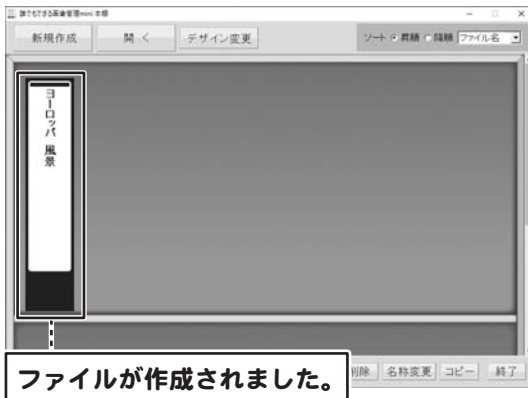 誰でもできる画像管理mini 本棚
新規作成 開く デザイン変更 ソート 昇順 降順 ファイル名
ヨーロッパ 風景
削除 名称変更 コピー 終了
ファイルが作成されました。